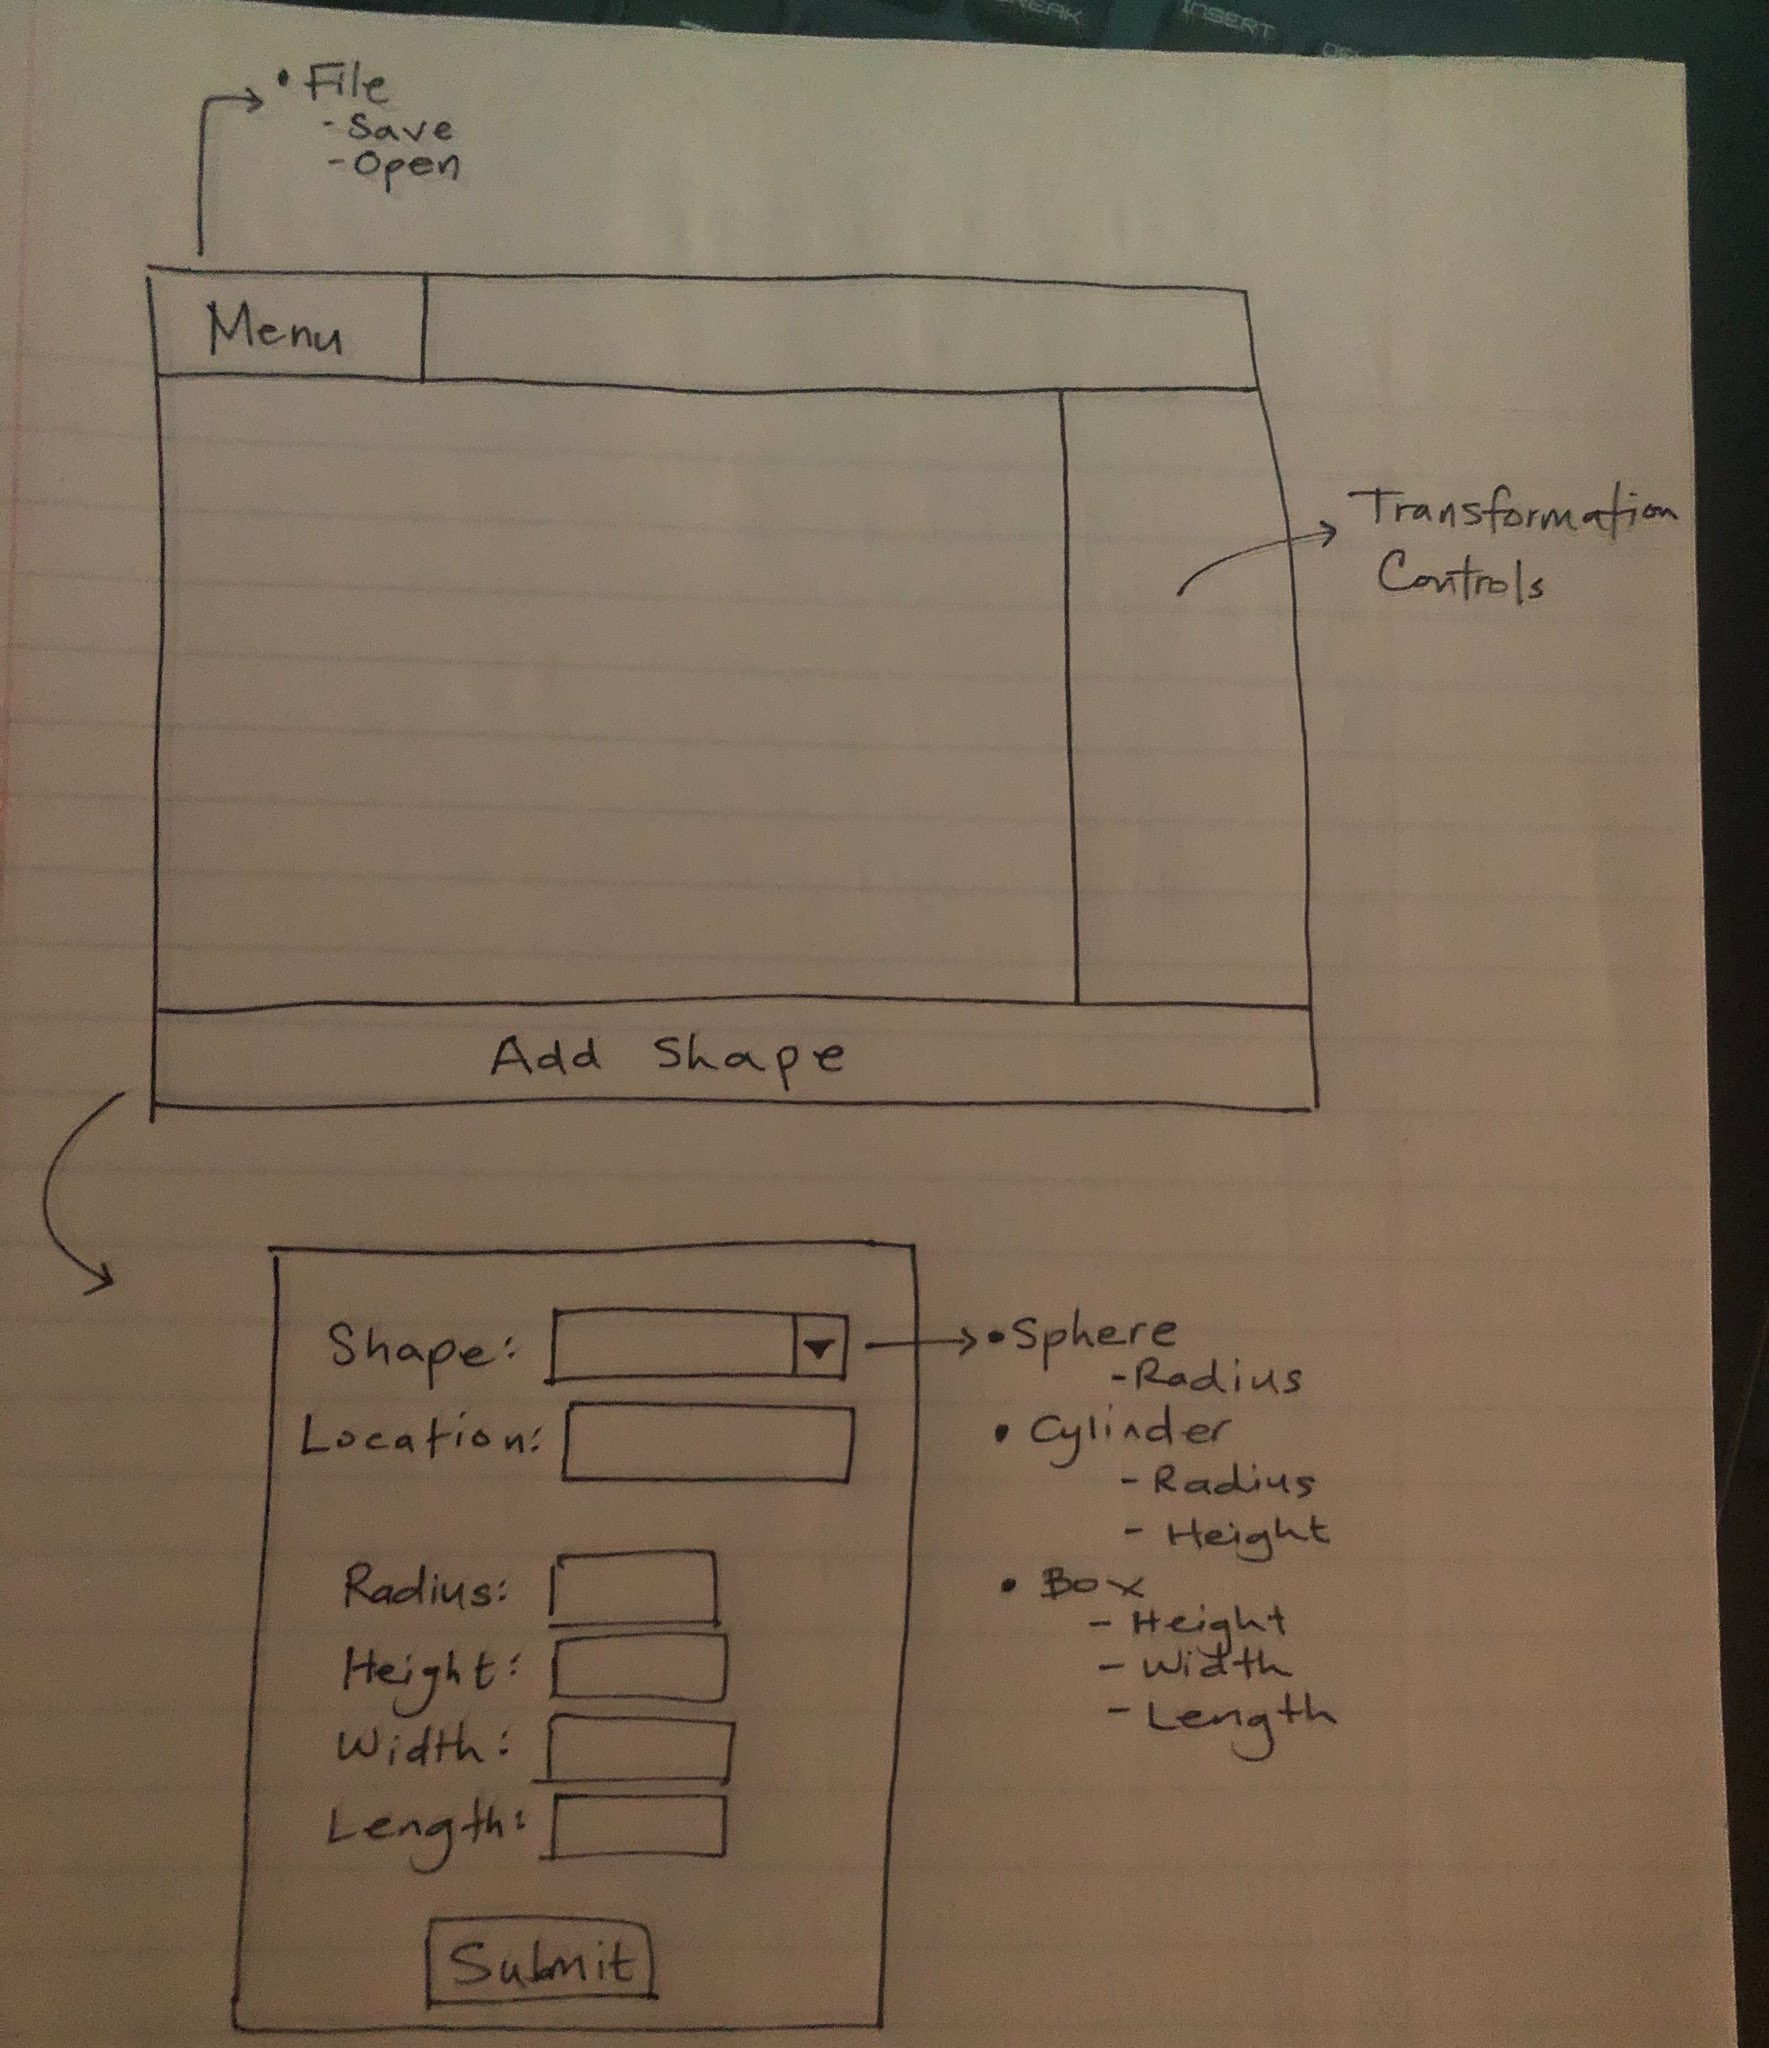 BREAK
INSERT
• File
- Save
- Open
Menu
Transformation
Controls
Add Shape
Shape:
• Sphere
- Radius
Location:
• Cylinder
- Radius
- Height
Radius:
• Box
- Height
Height:
- Width
- Length
Width:
Length:
Submit